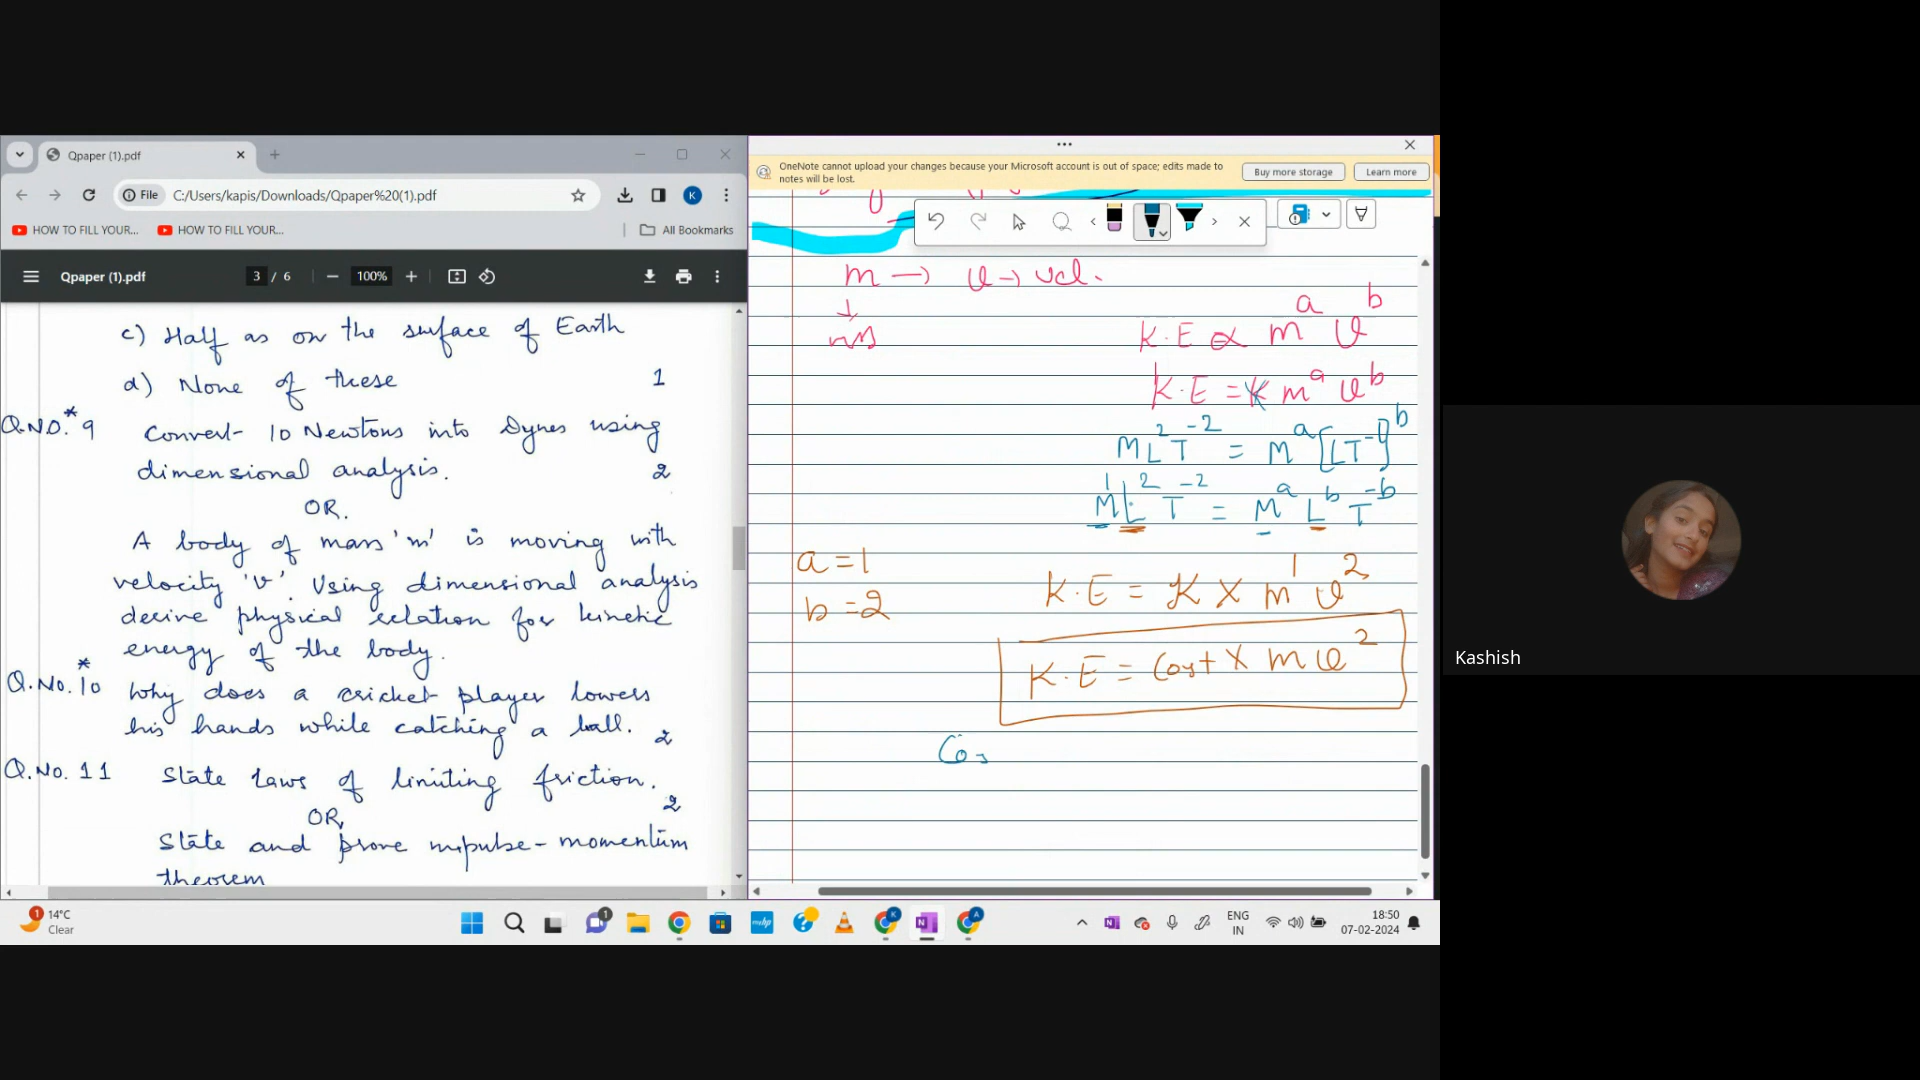 Qpaper (1).pdf
File C:/Users/kapis/Downloads/Qpaper%20(1).pdf K
HOW TO FILL YOUR... HOW TO FILL YOUR... All Bookmarks
Qpaper (1).pdf 3 / 6 100%
c) Half as on the surface of Earth
d) None of these 1
Q.NO.* 9 Convert 10 Newtons into Dynes using
dimensional analysis. 2
OR.
A body of mass 'm' is moving with
velocity 'v'. Using dimensional analysis
derive physical relation for kinetic
energy of the body.
Q.No.*10 Why does a cricket player lowers
his hands while catching a ball. 2
Q.No. 11 State laws of limiting friction.
2
OR,
State and prove impulse-momentum
theorem
OneNote cannot upload your changes because your Microsoft account is out of space; edits made to
notes will be lost.
Buy more storage Learn more
m → v → vel.
↓
K.E ∝ m^a v^b
K.E = K m^a v^b
ML^2T^-2 = M^a [LT^-1]^b
M^1L^2T^-2 = M^a L^b T^-b
a = 1
b = 2
K.E = K × m^1 v^2
K.E = Cost × mv^2
Cos
Kashish
1 14°C
Clear
1 myhp K A
ENG
IN
18:50
07-02-2024